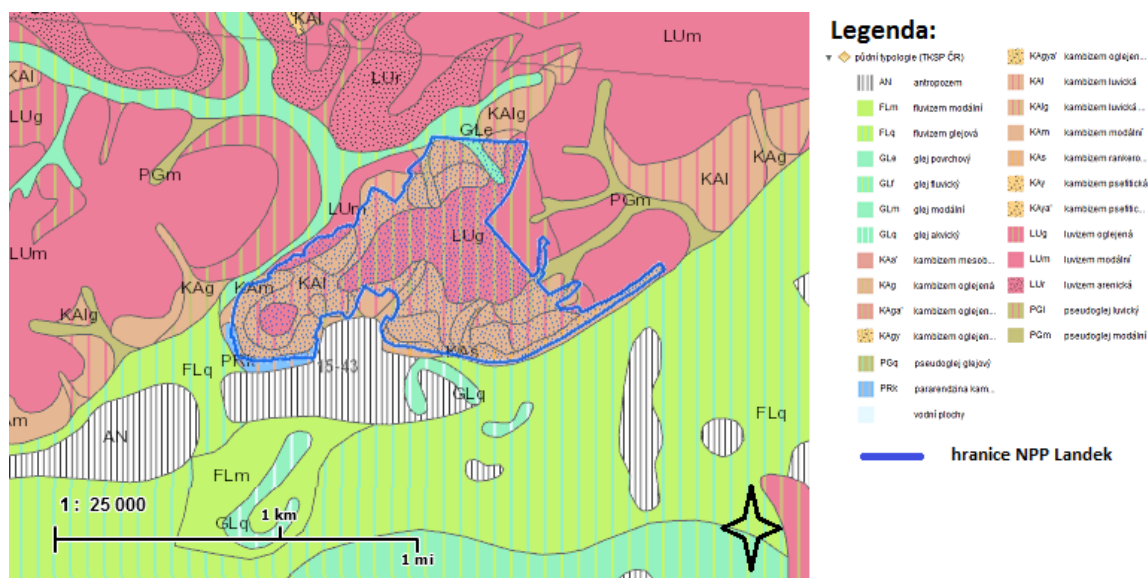 KAl
LUm
KAl
LUr
LUg
KAlg
GLe
KAg
PGm
KAl
LUm
PGm
LUg
LUm
KAg
KAm
KAl
KAlg
PRk
KAs
15-43
FLq
GLq
FLq
AN
FLm
GLq
1 : 25 000
1 km
1 mi
Legenda:
půdní typologie (TKSP ČR)
AN antropozem
FLm fluvizem modální
FLq fluvizem glejová
GLe glej povrchový
GLf glej fluvický
GLm glej modální
GLq glej akvický
KAa' kambizem mesob...
KAg kambizem oglejená
KAga' kambizem oglejen...
KAgy kambizem oglejen...
PGq pseudoglej glejový
PRk pararendzina kam...
vodní plochy
KAgya' kambizem oglejen...
KAl kambizem luvická
KAlg kambizem luvická...
KAm kambizem modální
KAs kambizem rankero...
KAy kambizem psefitická
KAya' kambizem psefitic...
LUg luvizem oglejená
LUm luvizem modální
LUr luvizem arenická
PGl pseudoglej luvický
PGm pseudoglej modální
hranice NPP Landek